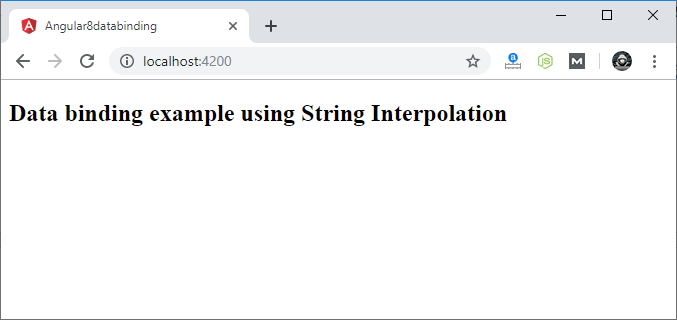 Angular8databinding
localhost:4200
Data binding example using String Interpolation